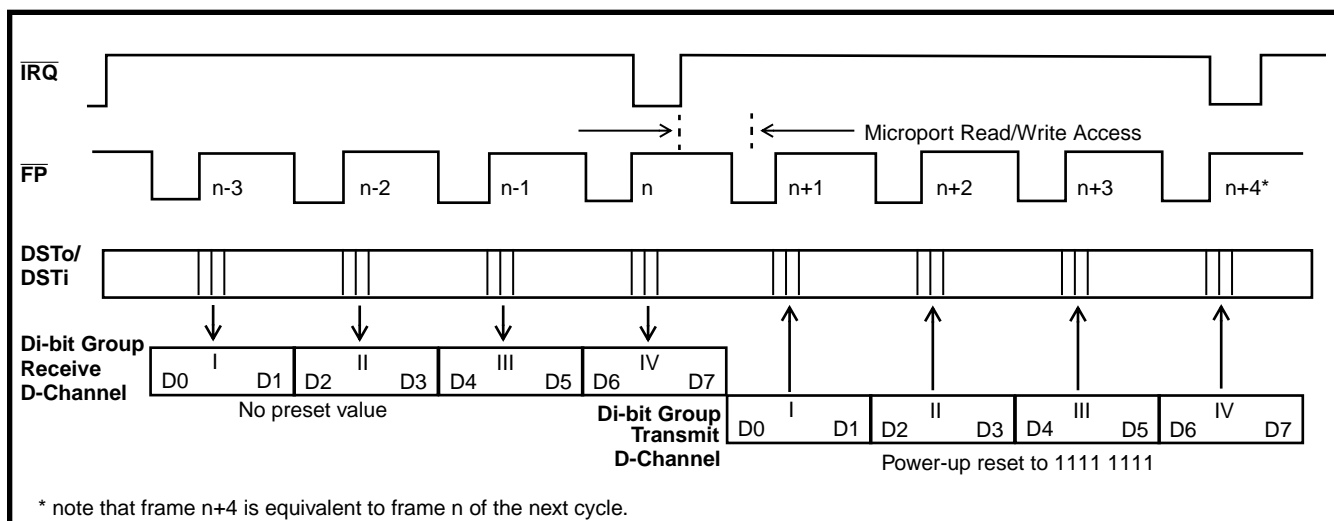 IRQ
Microport Read/Write Access
FP
n-3 n-2 n-1 n n+1 n+2 n+3 n+4*
DSTo/
DSTi
Di-bit Group
Receive
D-Channel
I II III IV
D0 D1 D2 D3 D4 D5 D6 D7
No preset value
Di-bit Group
Transmit
D-Channel
I II III IV
D0 D1 D2 D3 D4 D5 D6 D7
Power-up reset to 1111 1111
* note that frame n+4 is equivalent to frame n of the next cycle.